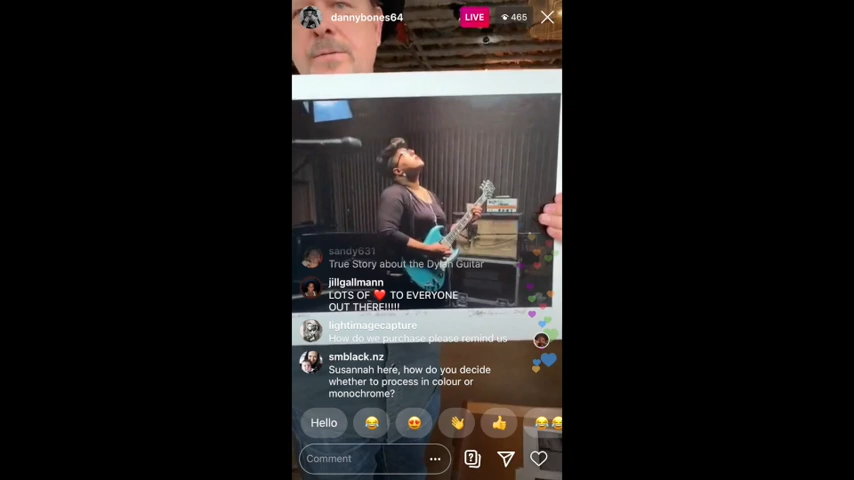 dannybones64
LIVE
465
sandy631
True Story about the Dylan Guitar
jillgallmann
LOTS OF ❤️ TO EVERYONE
OUT THERE!!!!!
lightimagecapture
How do we purchase please remind us
smblack.nz
Susannah here, how do you decide
whether to process in colour or
monochrome?
Hello
Comment